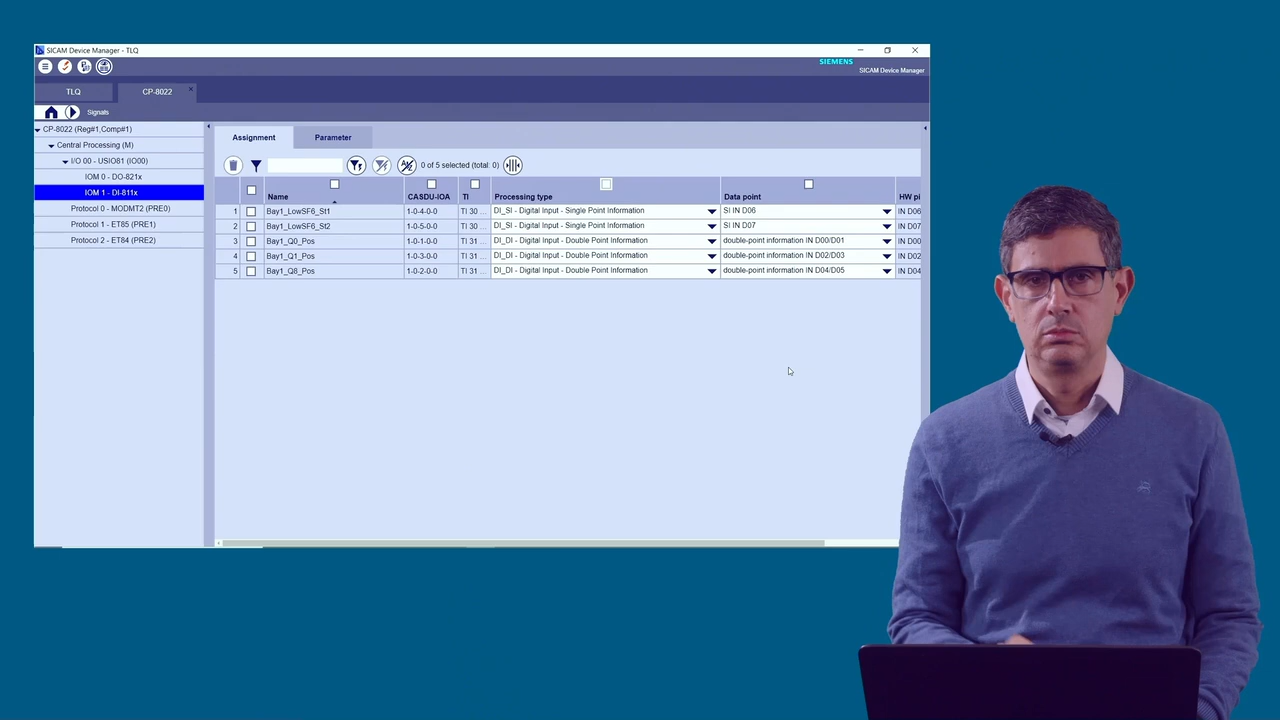 SICAM Device Manager - TLQ
SIEMENS
SICAM Device Manager
TLQ
CP-8022
Signals
CP-8022 (Reg#1,Comp#1)
Central Processing (M)
I/O 00 - USIO81 (IO00)
IOM 0 - DO-821x
IOM 1 - DI-811x
Protocol 0 - MODMT2 (PRE0)
Protocol 1 - ET85 (PRE1)
Protocol 2 - ET84 (PRE2)
Assignment Parameter
0 of 5 selected (total: 0)
Name CASDU-IOA TI Processing type Data point HW pi
1 Bay1_LowSF6_St1 1-0-4-0-0 TI 30 ... DI_SI - Digital Input - Single Point Information SI IN D06 IN D06
2 Bay1_LowSF6_St2 1-0-5-0-0 TI 30 ... DI_SI - Digital Input - Single Point Information SI IN D07 IN D07
3 Bay1_Q0_Pos 1-0-1-0-0 TI 31 ... DI_DI - Digital Input - Double Point Information double-point information IN D00/D01 IN D00
4 Bay1_Q1_Pos 1-0-3-0-0 TI 31 ... DI_DI - Digital Input - Double Point Information double-point information IN D02/D03 IN D02
5 Bay1_Q8_Pos 1-0-2-0-0 TI 31 ... DI_DI - Digital Input - Double Point Information double-point information IN D04/D05 IN D04